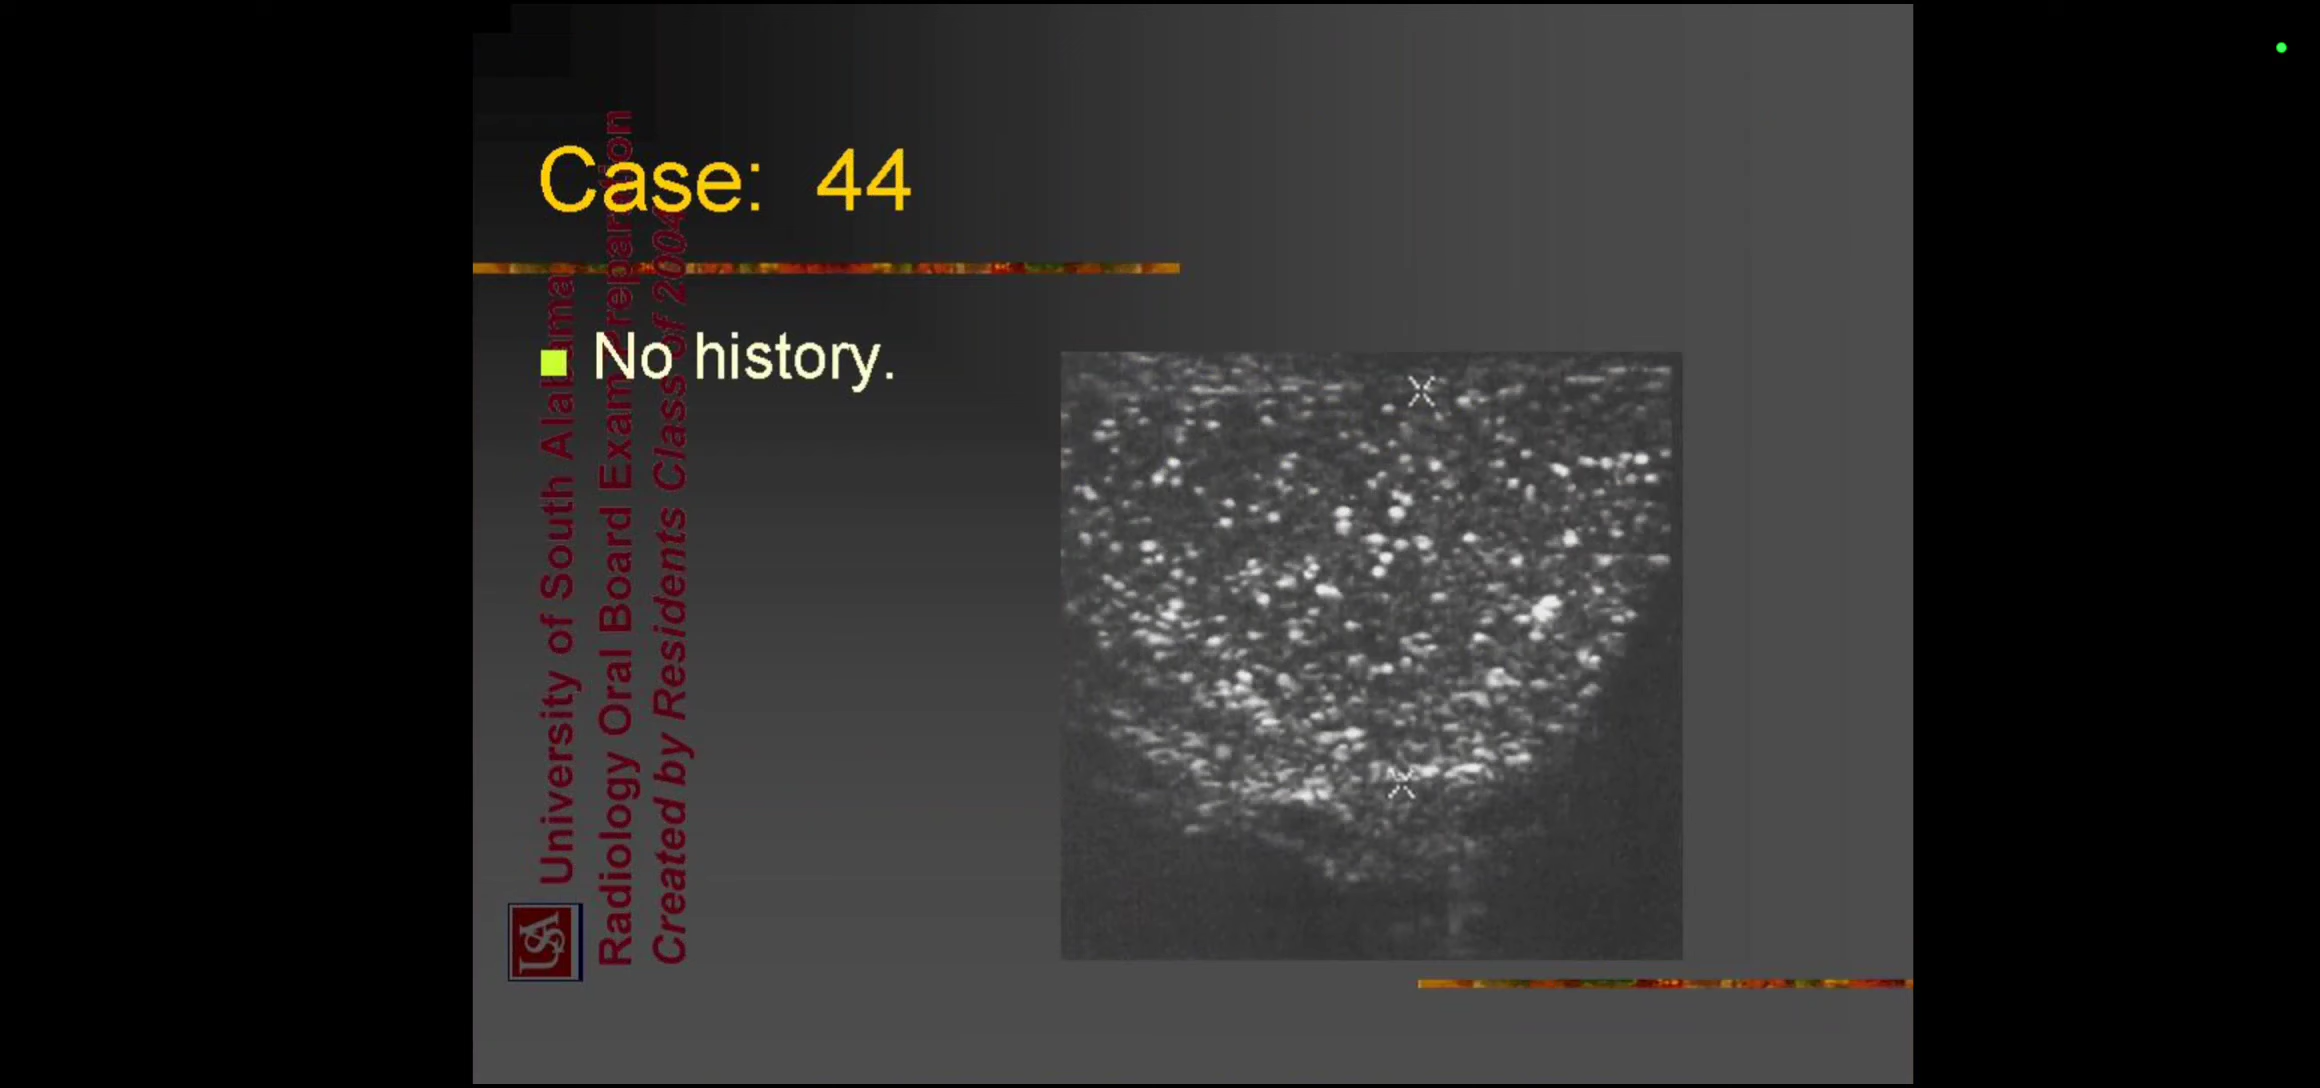 Case: 44
No history.
University of South Alabama
Radiology Oral Board Exam Preparation
Created by Residents Class of 2004
USA